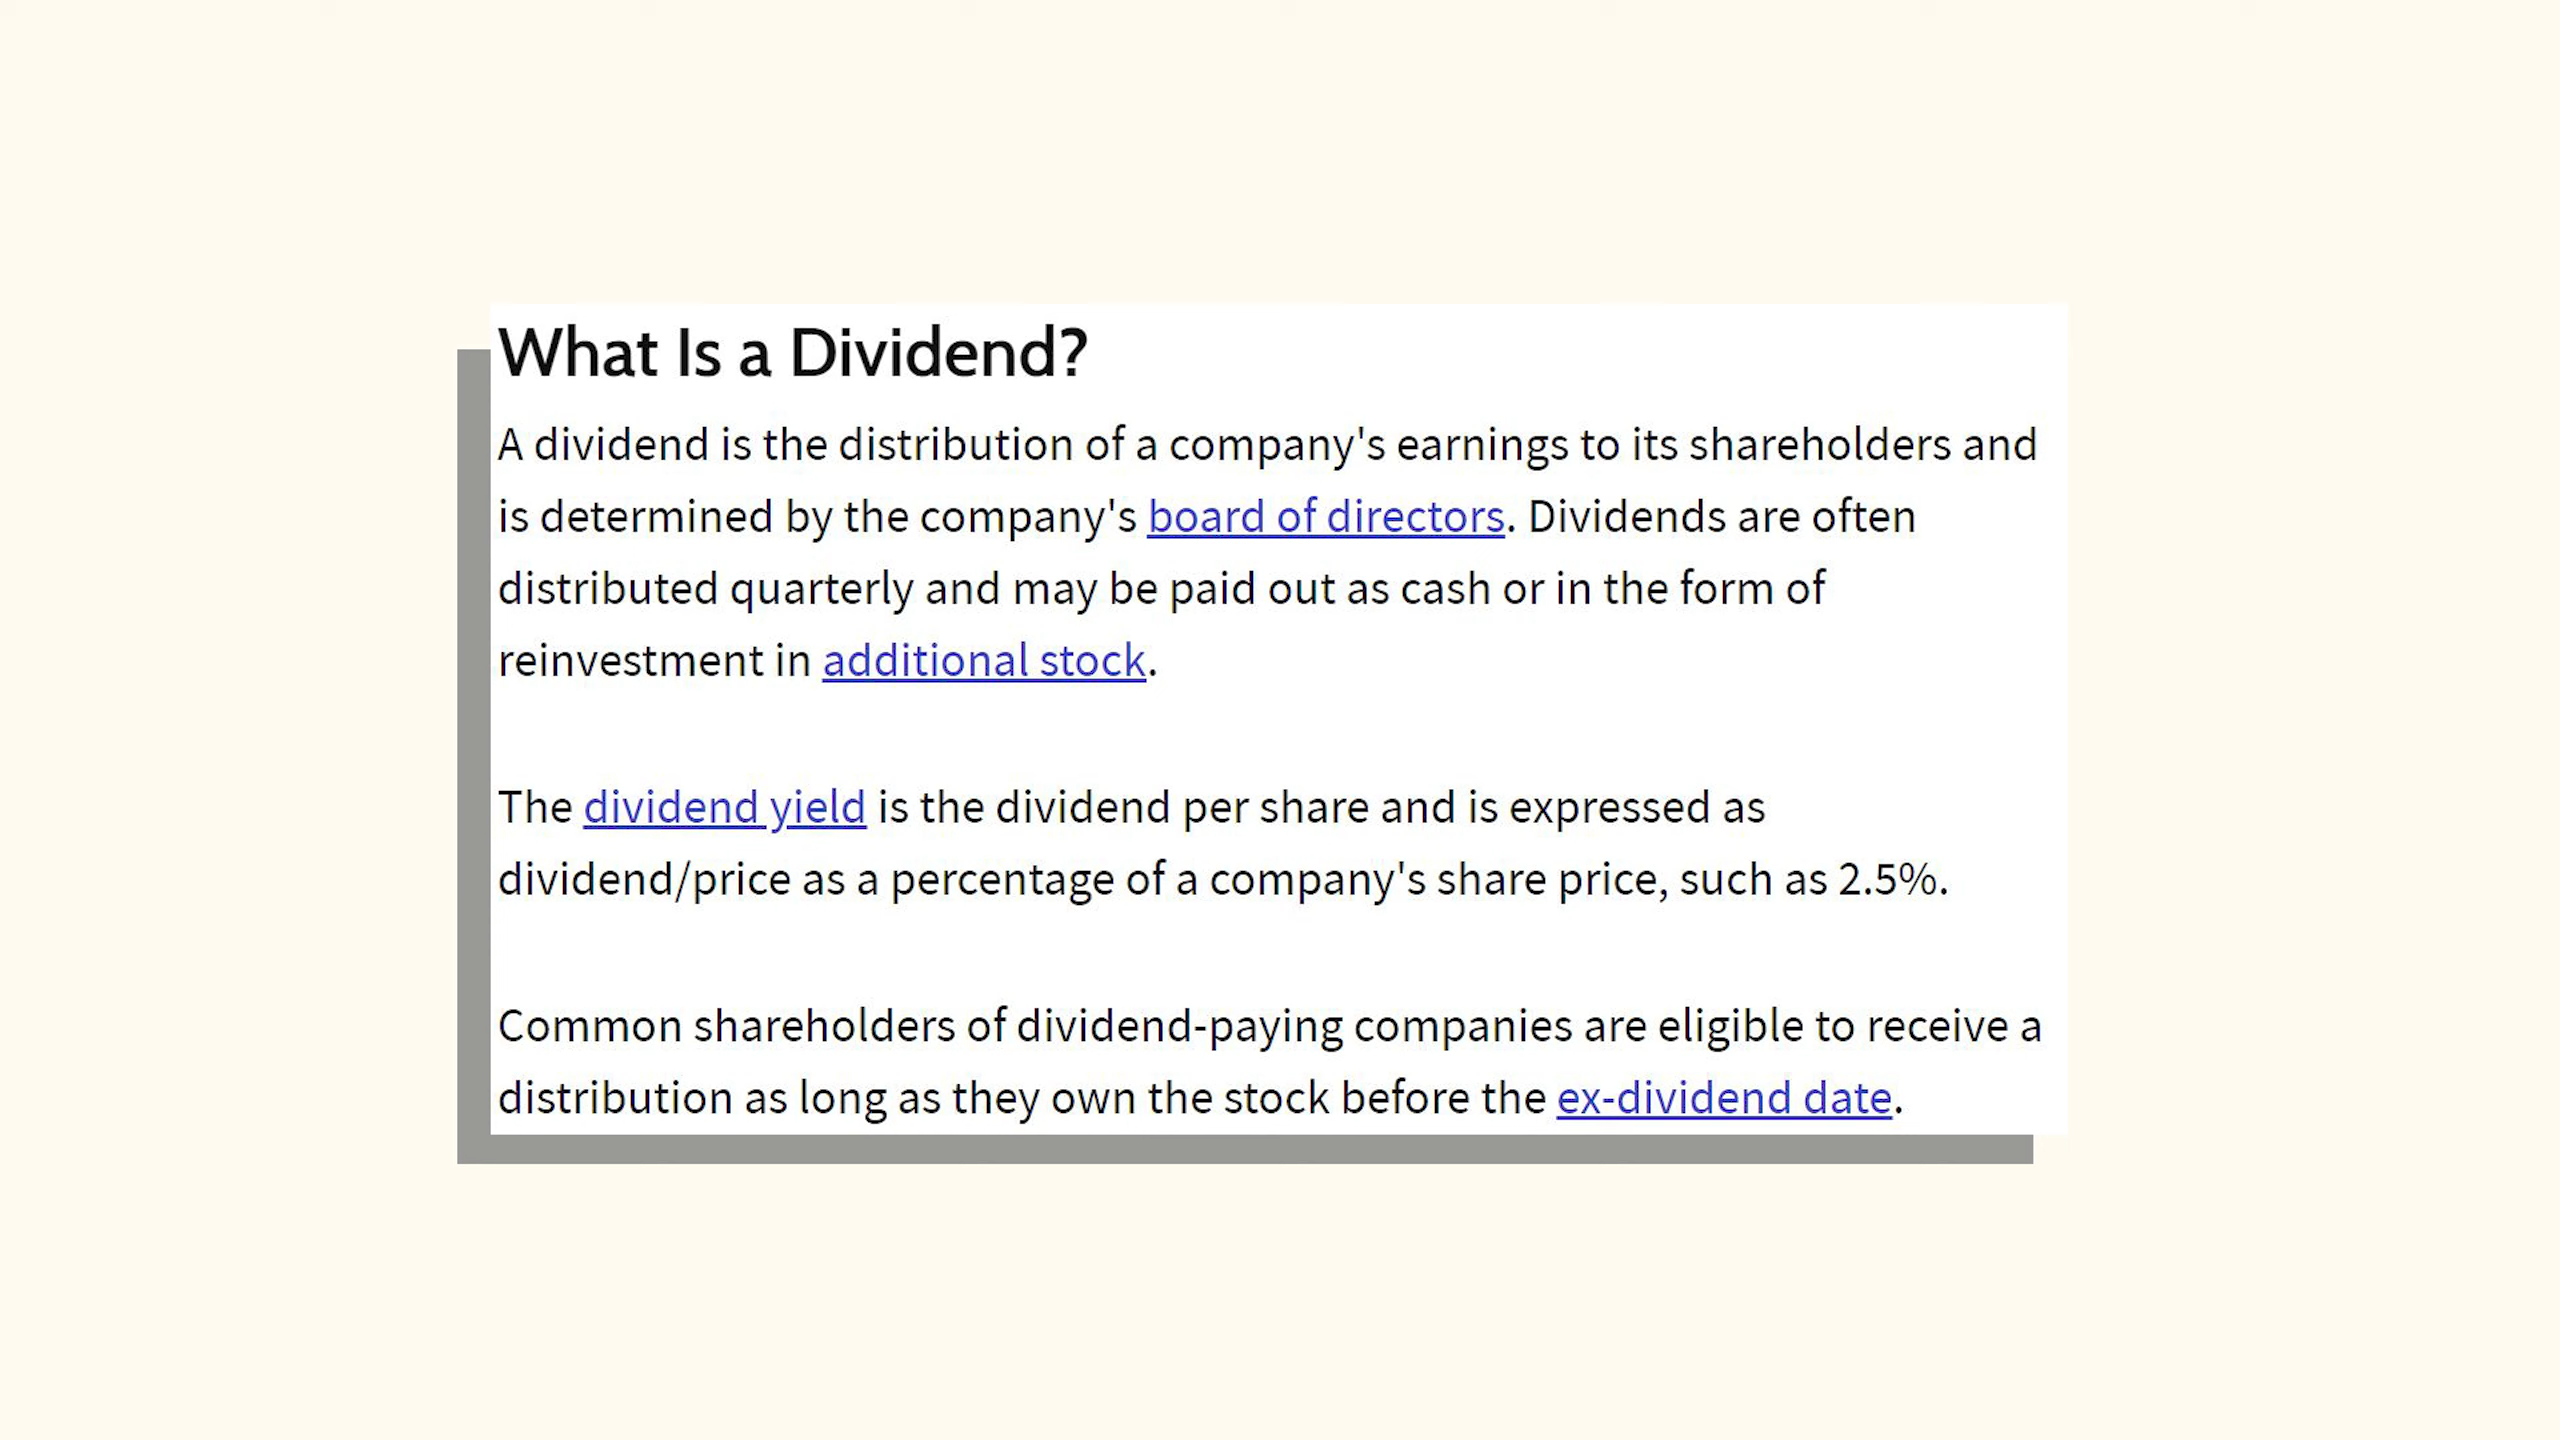 What Is a Dividend?
A dividend is the distribution of a company's earnings to its shareholders and
is determined by the company's board of directors. Dividends are often
distributed quarterly and may be paid out as cash or in the form of
reinvestment in additional stock.
The dividend yield is the dividend per share and is expressed as
dividend/price as a percentage of a company's share price, such as 2.5%.
Common shareholders of dividend-paying companies are eligible to receive a
distribution as long as they own the stock before the ex-dividend date.